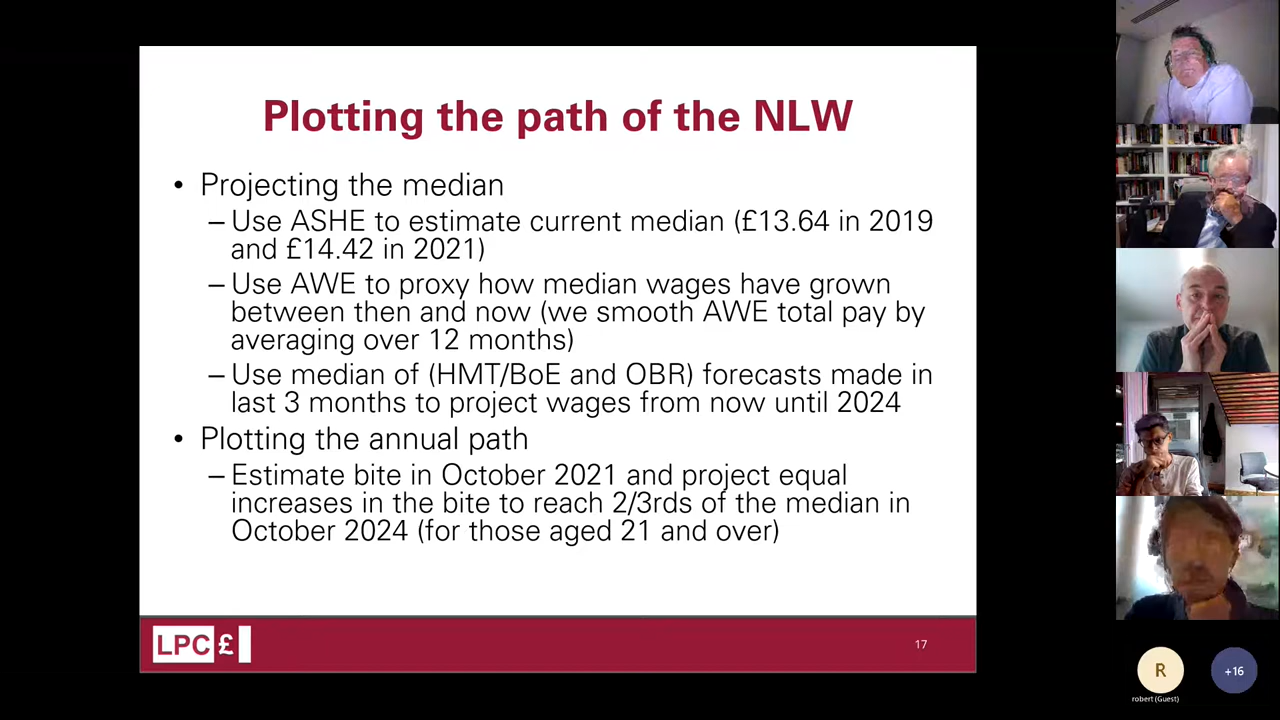 Plotting the path of the NLW
• Projecting the median
– Use ASHE to estimate current median (£13.64 in 2019
and £14.42 in 2021)
– Use AWE to proxy how median wages have grown
between then and now (we smooth AWE total pay by
averaging over 12 months)
– Use median of (HMT/BoE and OBR) forecasts made in
last 3 months to project wages from now until 2024
• Plotting the annual path
– Estimate bite in October 2021 and project equal
increases in the bite to reach 2/3rds of the median in
October 2024 (for those aged 21 and over)
LPC £
17
R
robert (Guest)
+16